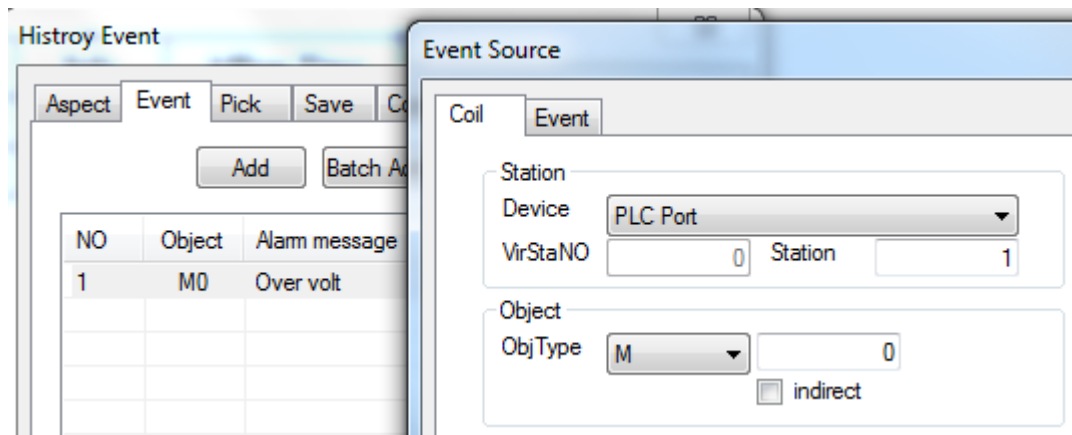 Histroy Event
Aspect Event Pick Save
Add Batch
NO Object Alarm message
1 M0 Over volt
Event Source
Coil Event
Station
Device PLC Port
VirStaNO 0 Station 1
Object
ObjType M 0
indirect